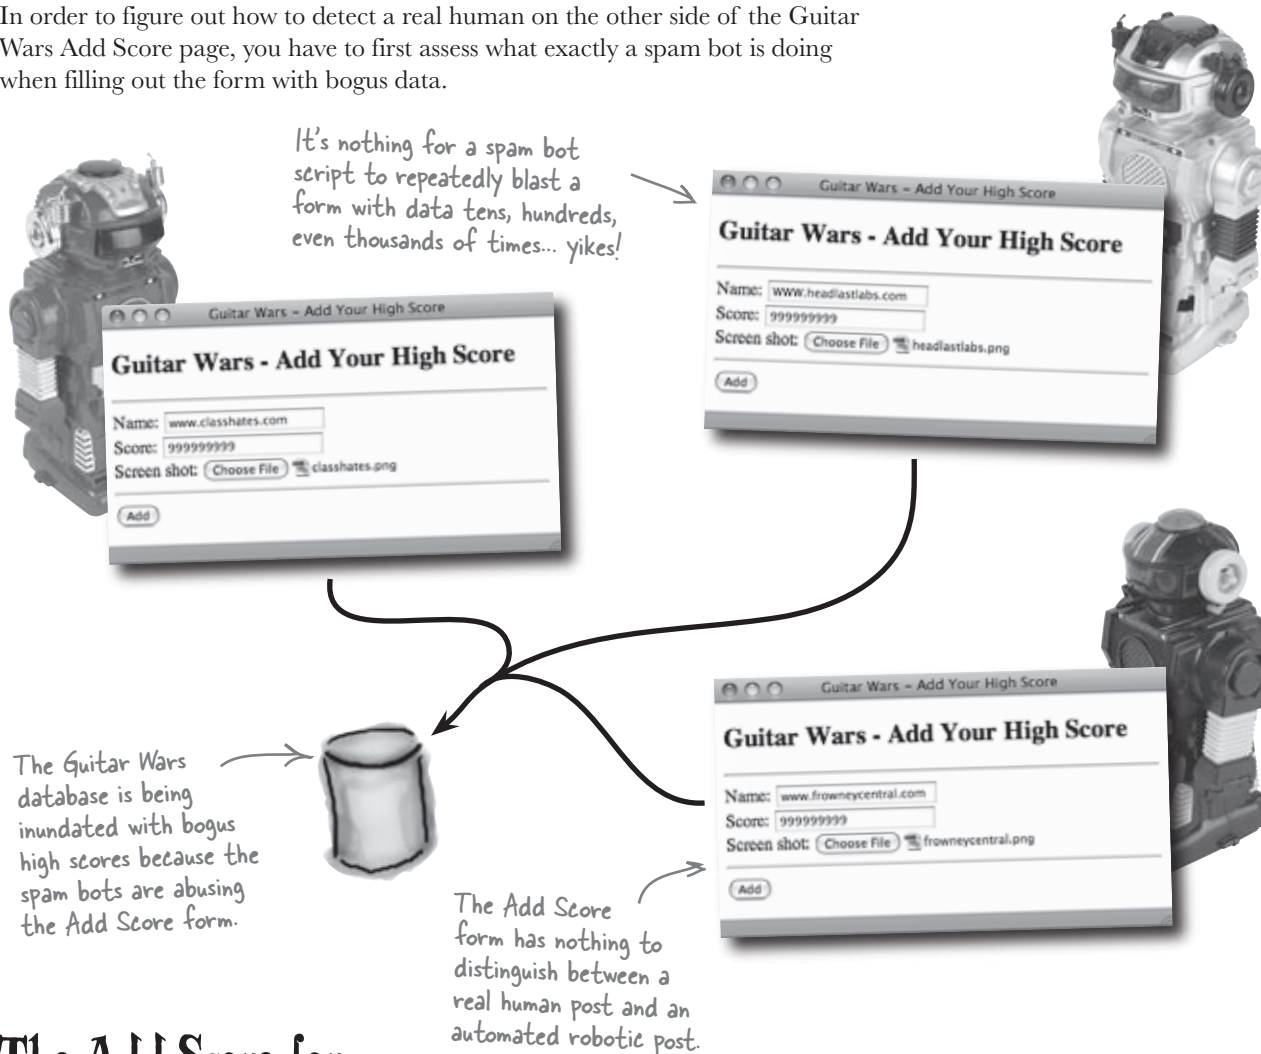 In order to figure out how to detect a real human on the other side of the Guitar
Wars Add Score page, you have to first assess what exactly a spam bot is doing
when filling out the form with bogus data.
It's nothing for a spam bot
script to repeatedly blast a
form with data tens, hundreds,
even thousands of times... yikes!
Guitar Wars – Add Your High Score
Guitar Wars - Add Your High Score
Name: www.headlastlabs.com
Score: 999999999
Screen shot: Choose File headlastlabs.png
Add
Guitar Wars – Add Your High Score
Guitar Wars - Add Your High Score
Name: www.classhates.com
Score: 999999999
Screen shot: Choose File classhates.png
Add
Guitar Wars – Add Your High Score
Guitar Wars - Add Your High Score
Name: www.frowneycentral.com
Score: 999999999
Screen shot: Choose File frowneycentral.png
Add
The Guitar Wars
database is being
inundated with bogus
high scores because the
spam bots are abusing
the Add Score form.
The Add Score
form has nothing to
distinguish between a
real human post and an
automated robotic post.
The Add Score for